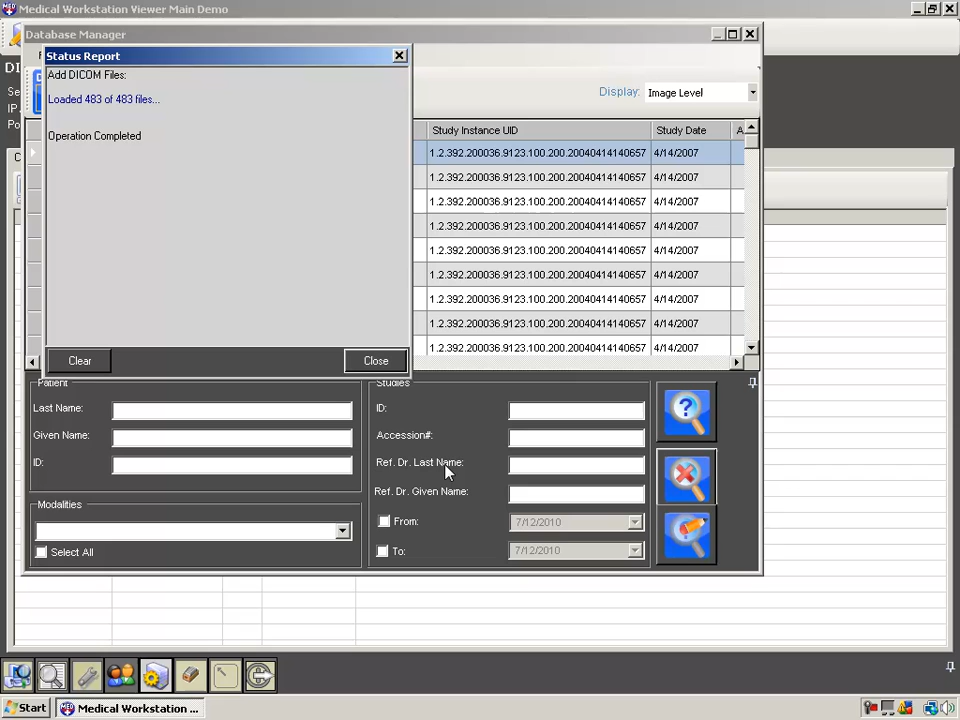 Medical Workstation Viewer Main Demo
Database Manager
Status Report
Add DICOM Files:
Loaded 483 of 483 files...
Operation Completed
Clear
Close
Display:
Image Level
Study Instance UID
Study Date
A
1.2.392.200036.9123.100.200.20040414140657
4/14/2007
1.2.392.200036.9123.100.200.20040414140657
4/14/2007
1.2.392.200036.9123.100.200.20040414140657
4/14/2007
1.2.392.200036.9123.100.200.20040414140657
4/14/2007
1.2.392.200036.9123.100.200.20040414140657
4/14/2007
1.2.392.200036.9123.100.200.20040414140657
4/14/2007
1.2.392.200036.9123.100.200.20040414140657
4/14/2007
1.2.392.200036.9123.100.200.20040414140657
4/14/2007
1.2.392.200036.9123.100.200.20040414140657
4/14/2007
DI
Se
IP
Po
Patient
Last Name:
Given Name:
ID:
Modalities
Select All
Studies
ID:
Accession#:
Ref. Dr. Last Name:
Ref. Dr. Given Name:
From:
7/12/2010
To:
7/12/2010
Start
Medical Workstation ...